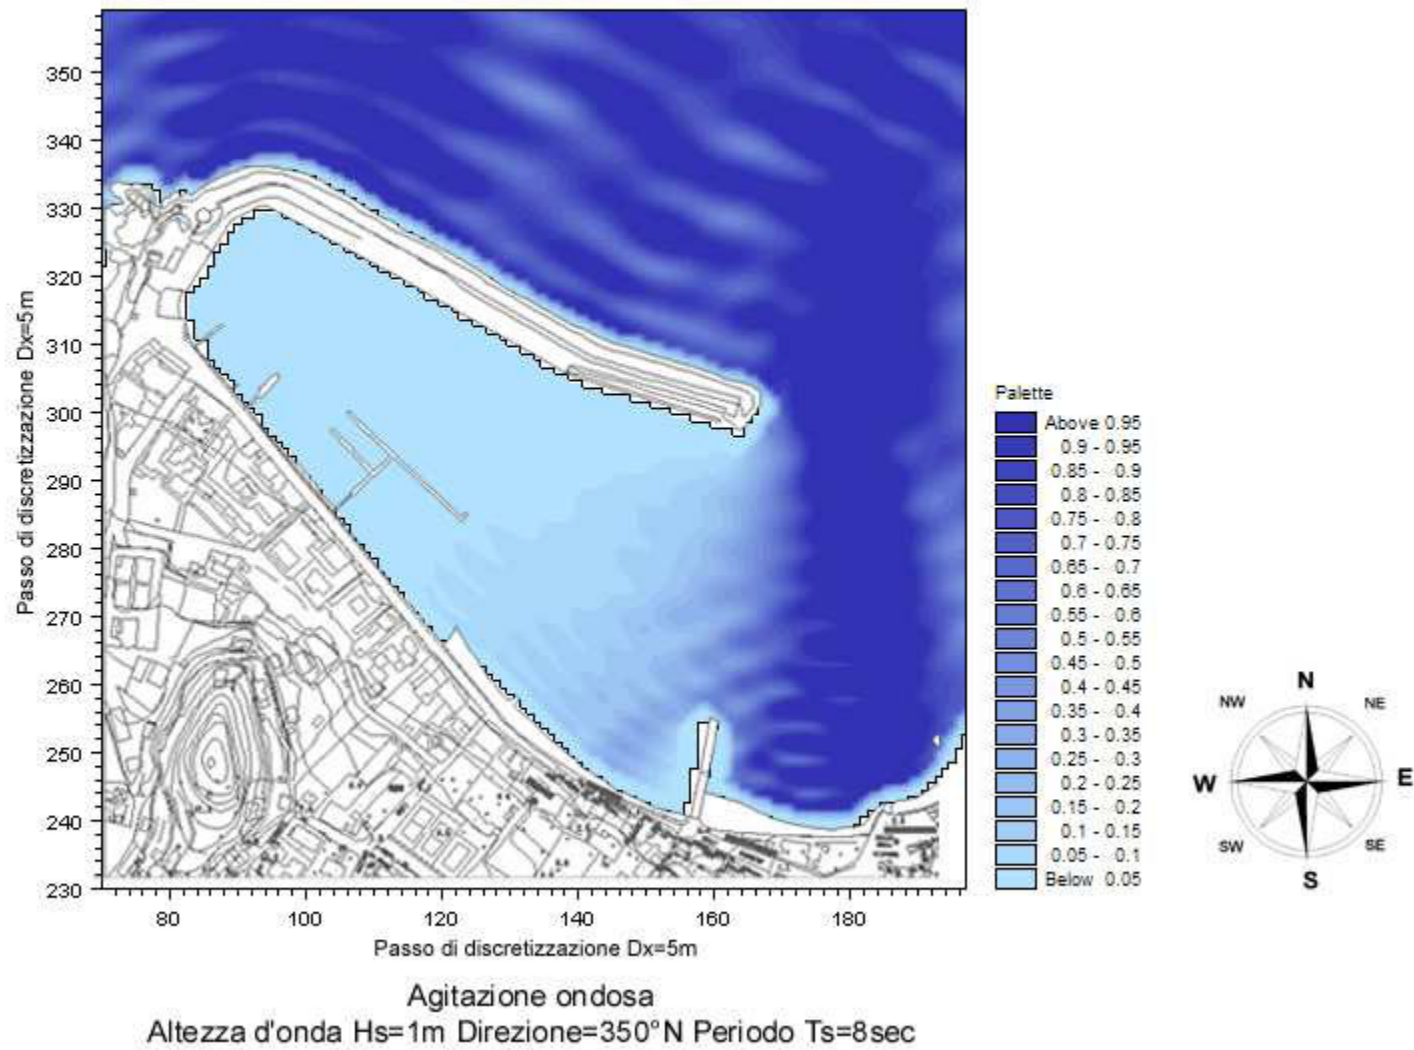 350
340
330
320
310
300
290
280
270
260
250
240
230
Passo di discretizzazione Dx=5m
80 100 120 140 160 180
Passo di discretizzazione Dx=5m
Palette
Above 0.95
0.9 - 0.95
0.85 - 0.9
0.8 - 0.85
0.75 - 0.8
0.7 - 0.75
0.65 - 0.7
0.6 - 0.65
0.55 - 0.6
0.5 - 0.55
0.45 - 0.5
0.4 - 0.45
0.35 - 0.4
0.3 - 0.35
0.25 - 0.3
0.2 - 0.25
0.15 - 0.2
0.1 - 0.15
0.05 - 0.1
Below 0.05
N
NW NE
W E
SW SE
S
Agitazione ondosa
Altezza d'onda Hs=1m Direzione=350°N Periodo Ts=8sec